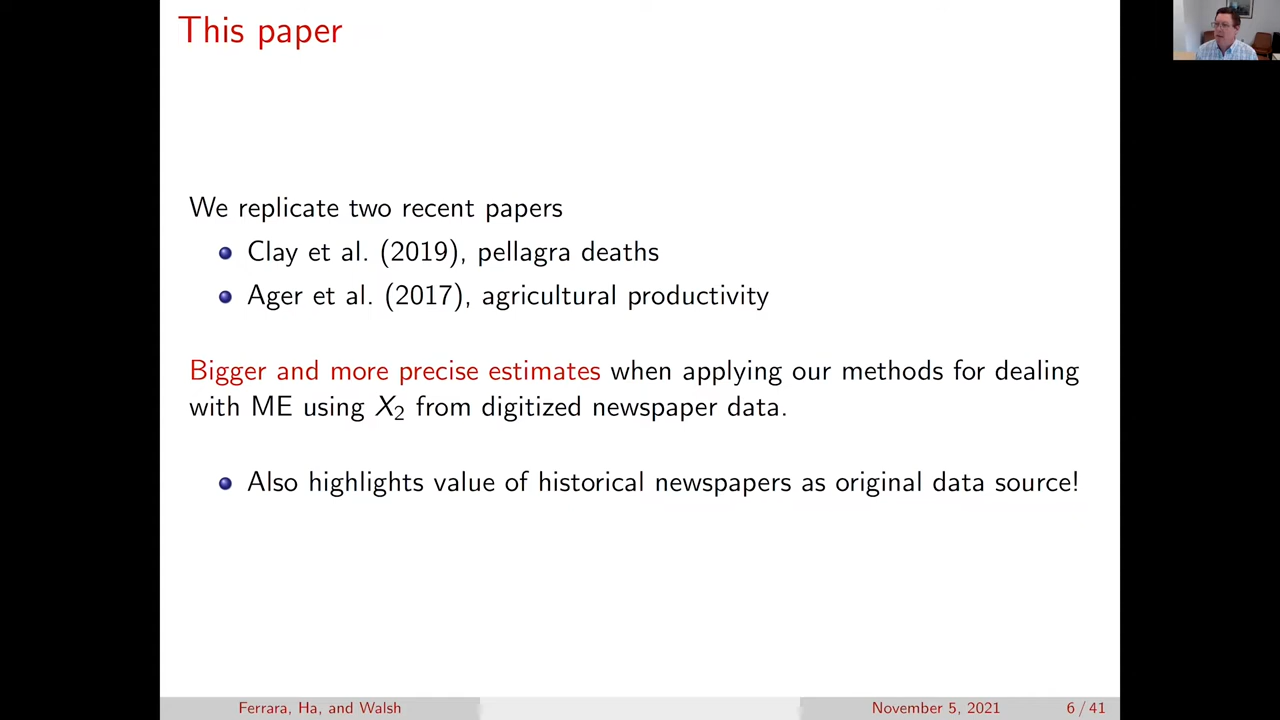 This paper
We replicate two recent papers
Clay et al. (2019), pellagra deaths
Ager et al. (2017), agricultural productivity
Bigger and more precise estimates when applying our methods for dealing
with ME using X₂ from digitized newspaper data.
Also highlights value of historical newspapers as original data source!
Ferrara, Ha, and Walsh
November 5, 2021
6 / 41